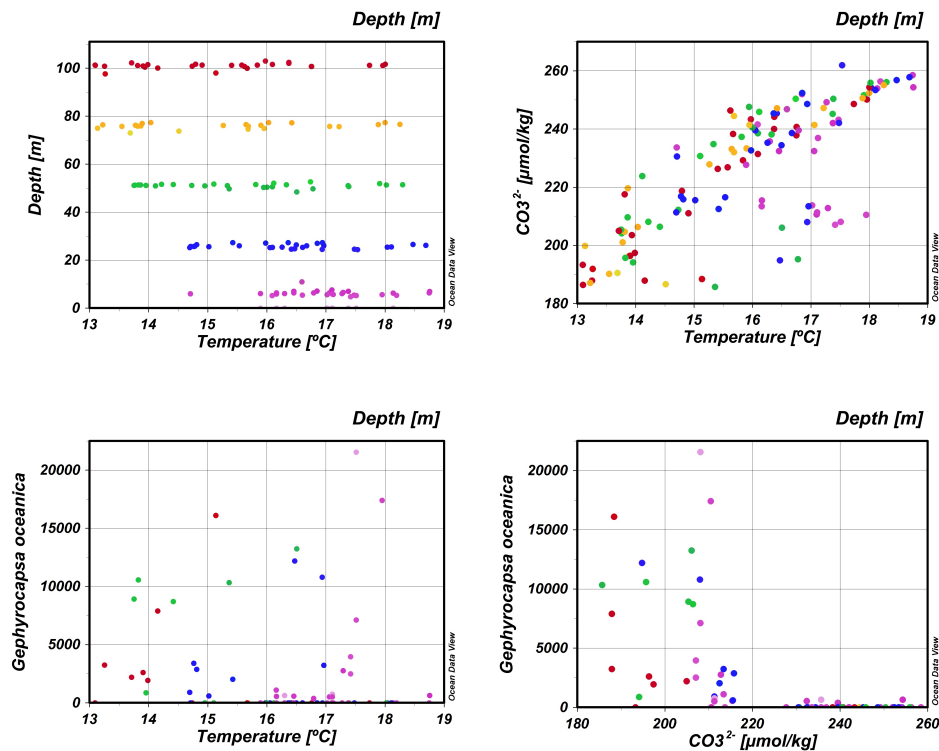 Depth [m]
Depth [m]
100
80
60
40
20
0
Depth [m]
13
14
15
16
17
18
19
Temperature [ºC]
Ocean Data View
260
240
220
200
180
CO3²⁻ [µmol/kg]
13
14
15
16
17
18
19
Temperature [ºC]
Ocean Data View
Depth [m]
Depth [m]
20000
15000
10000
5000
0
Gephyrocapsa oceanica
13
14
15
16
17
18
19
Temperature [ºC]
Ocean Data View
20000
15000
10000
5000
0
Gephyrocapsa oceanica
180
200
220
240
260
CO3²⁻ [µmol/kg]
Ocean Data View